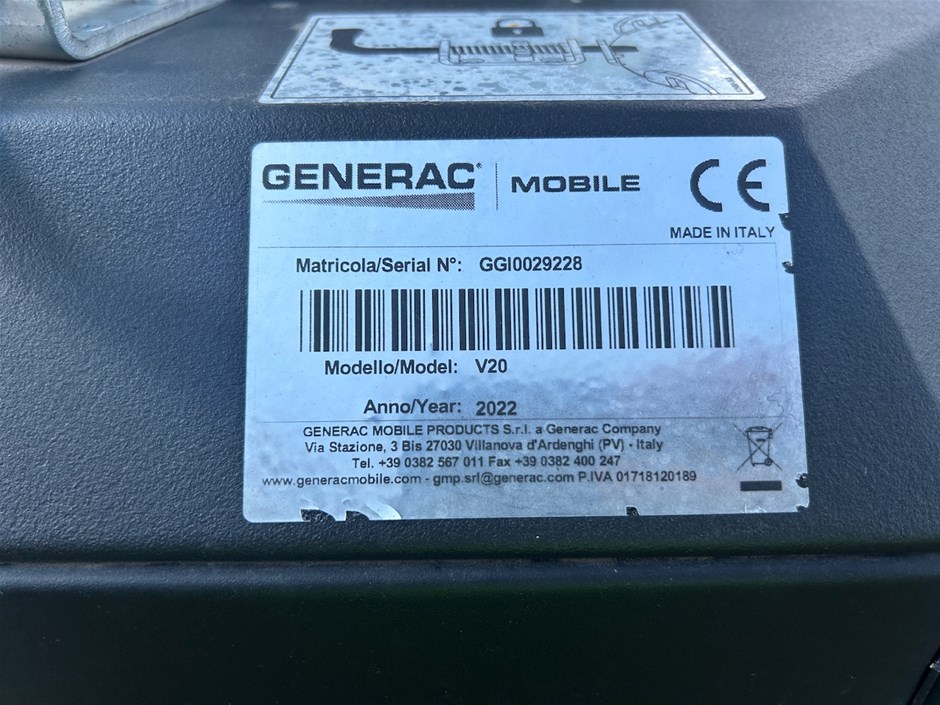 GENERAC® MOBILE
CE
MADE IN ITALY
Matricola/Serial N°: GGI0029228
Modello/Model: V20
Anno/Year: 2022
GENERAC MOBILE PRODUCTS S.r.l. a Generac Company
Via Stazione, 3 Bis 27030 Villanova d'Ardenghi (PV) - Italy
Tel. +39 0382 567 011 Fax +39 0382 400 247
www.generacmobile.com - gmp.srl@generac.com P.IVA 01718120189